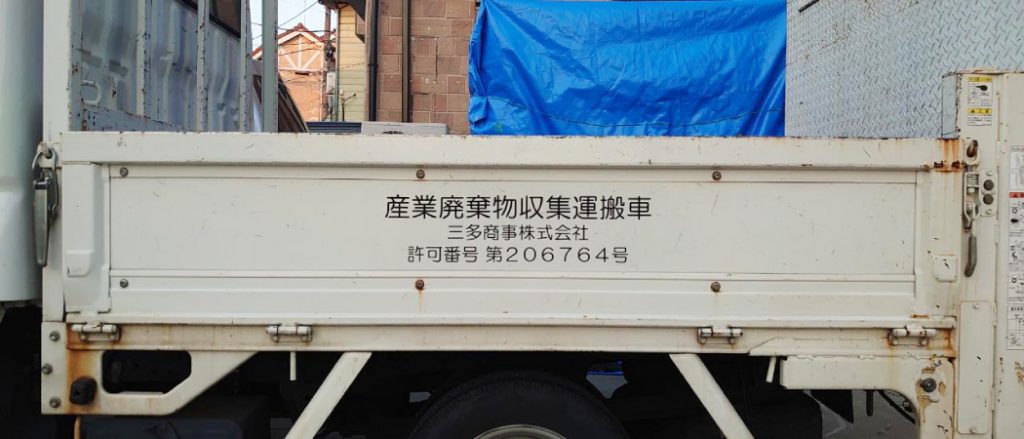 産業廃棄物収集運搬車
三多商事株式会社
許可番号 第206764号